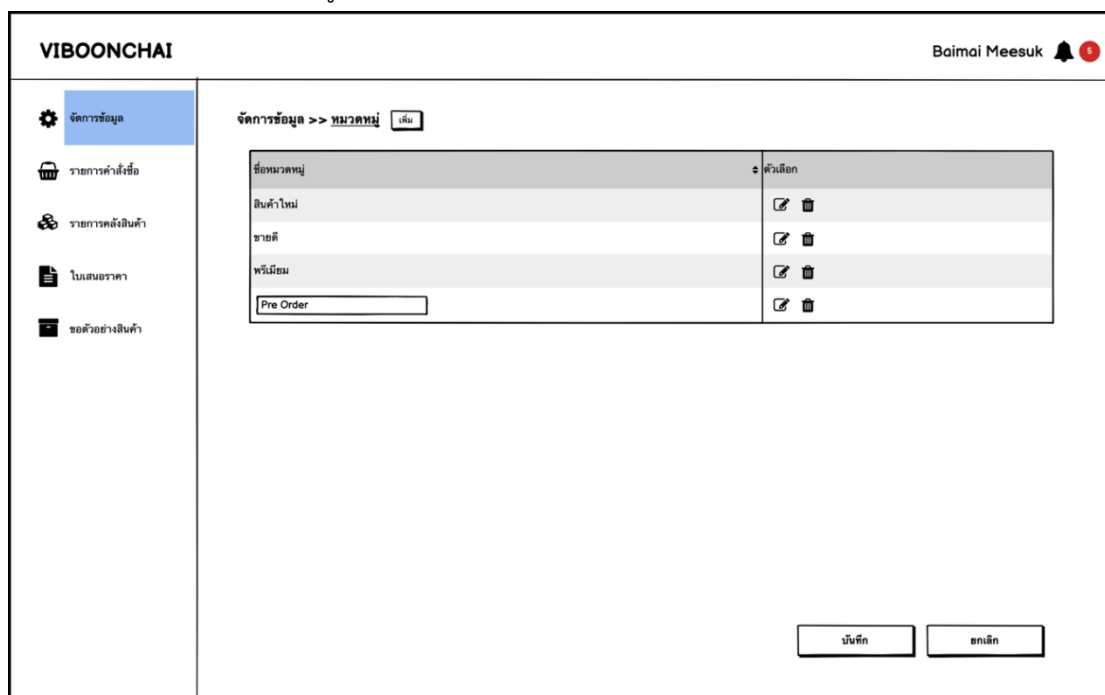 VIBOONCHAI
Baimai Meesuk 5
จัดการข้อมูล
รายการคำสั่งซื้อ
รายการคลังสินค้า
ใบเสนอราคา
ขอตัวอย่างสินค้า
จัดการข้อมูล >> หมวดหมู่ เพิ่ม
ชื่อหมวดหมู่ ตัวเลือก
สินค้าใหม่
ขายดี
พรีเมียม
Pre Order
บันทึก ยกเลิก